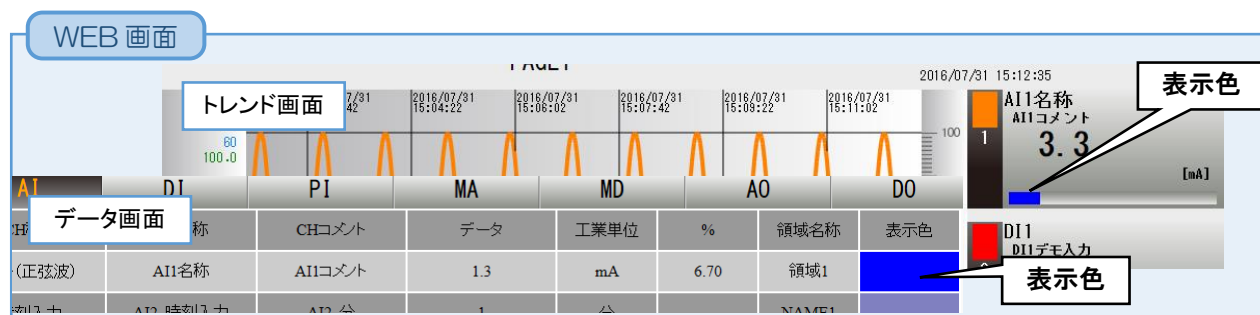 WEB 画面
2016/07/31 15:12:35
表示色
トレンド画面
7/31
42
2016/07/31
15:04:22
2016/07/31
15:06:02
2016/07/31
15:07:42
2016/07/31
15:09:22
2016/07/31
15:11:02
60
100.0
100
1
AI1名称
AI1コメント
3.3
[mA]
AI DI PI MA MD AO DO
データ画面
称 CHコメント データ 工業単位 % 領域名称 表示色
(正弦波) AI1名称 AI1コメント 1.3 mA 6.70 領域1
DI1
DI1デモ入力
表示色